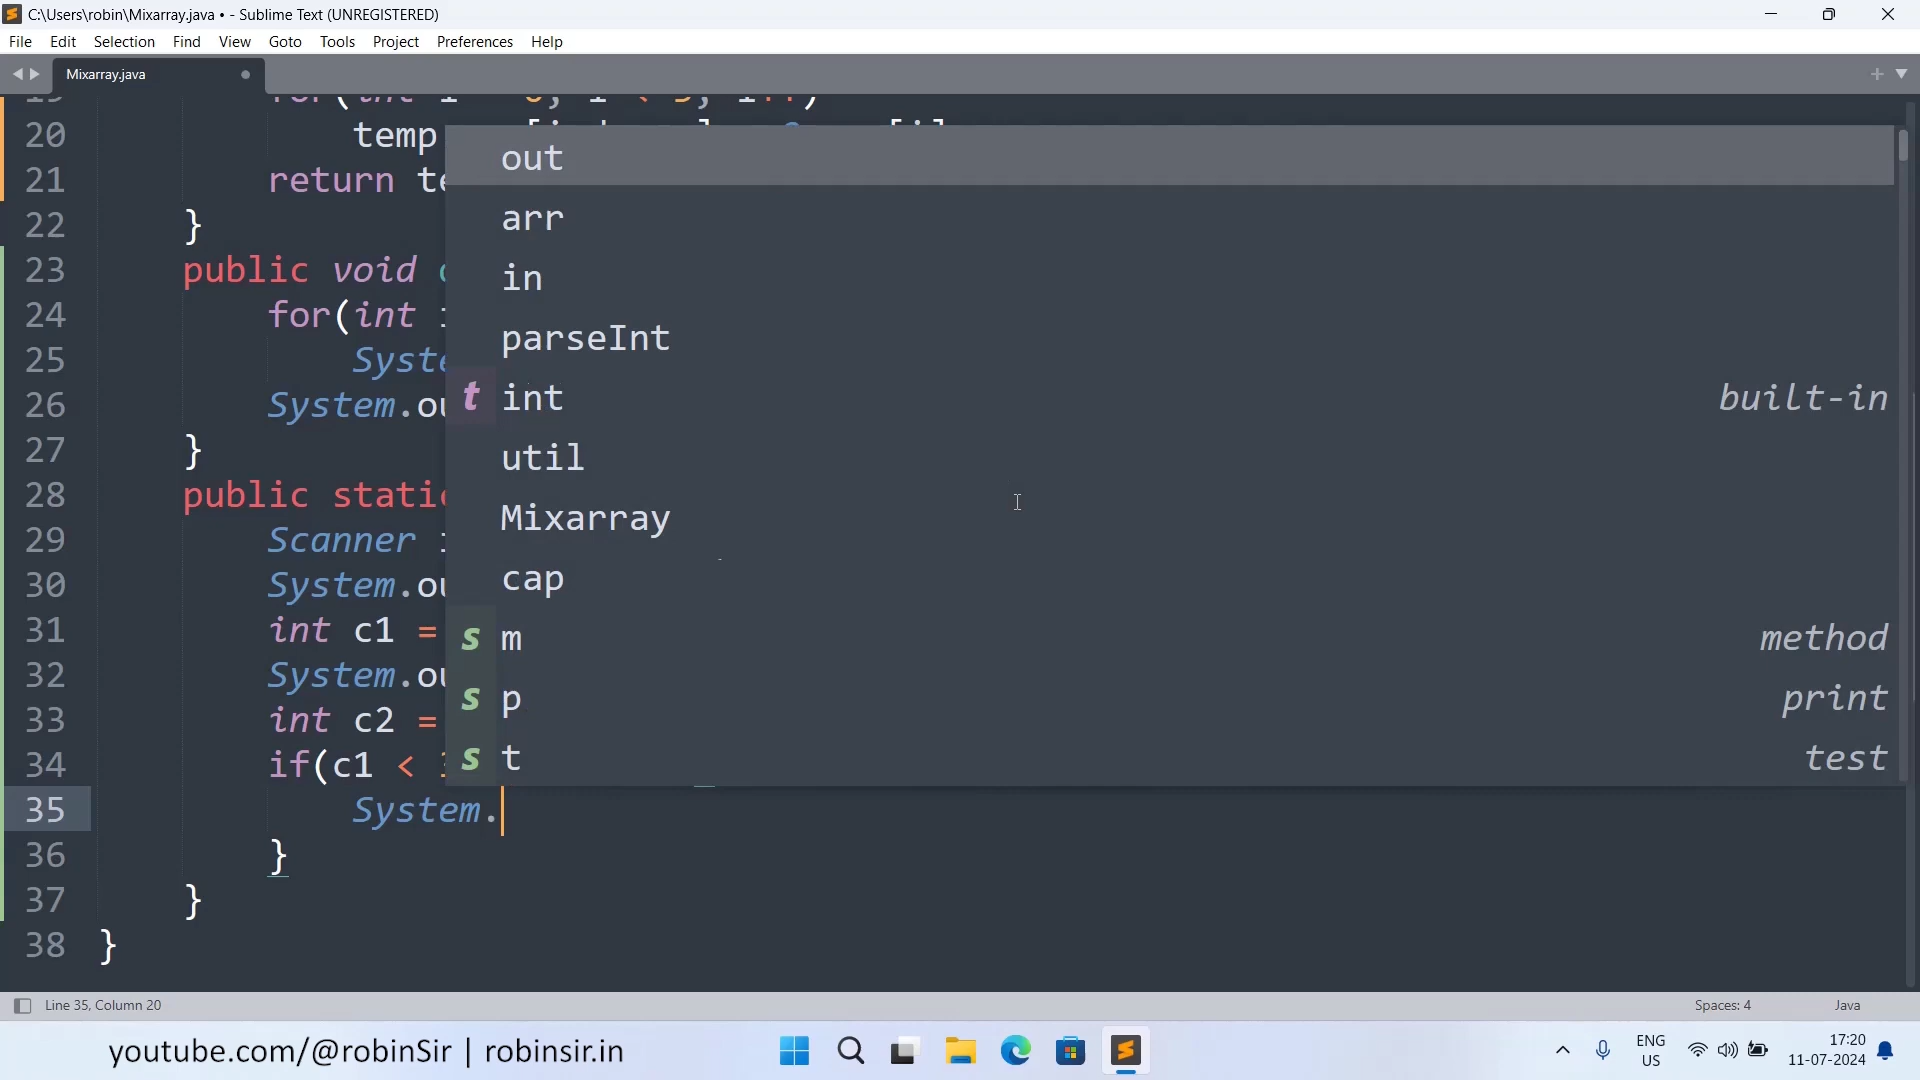 C:\Users\robin\Mixarray.java • - Sublime Text (UNREGISTERED)
File Edit Selection Find View Goto Tools Project Preferences Help
Mixarray.java
20 temp
21 return te
22 }
23 public void
24 for(int
25 Syste
26 System.ou
27 }
28 public static
29 Scanner
30 System.ou
31 int c1 =
32 System.ou
33 int c2 =
34 if(c1 <
35 System.
36 }
37 }
38 }
out
arr
in
parseInt
t int built-in
util
Mixarray
cap
s m method
s p print
s t test
Line 35, Column 20 Spaces: 4 Java
youtube.com/@robinSir | robinsir.in
ENG
US
17:20
11-07-2024